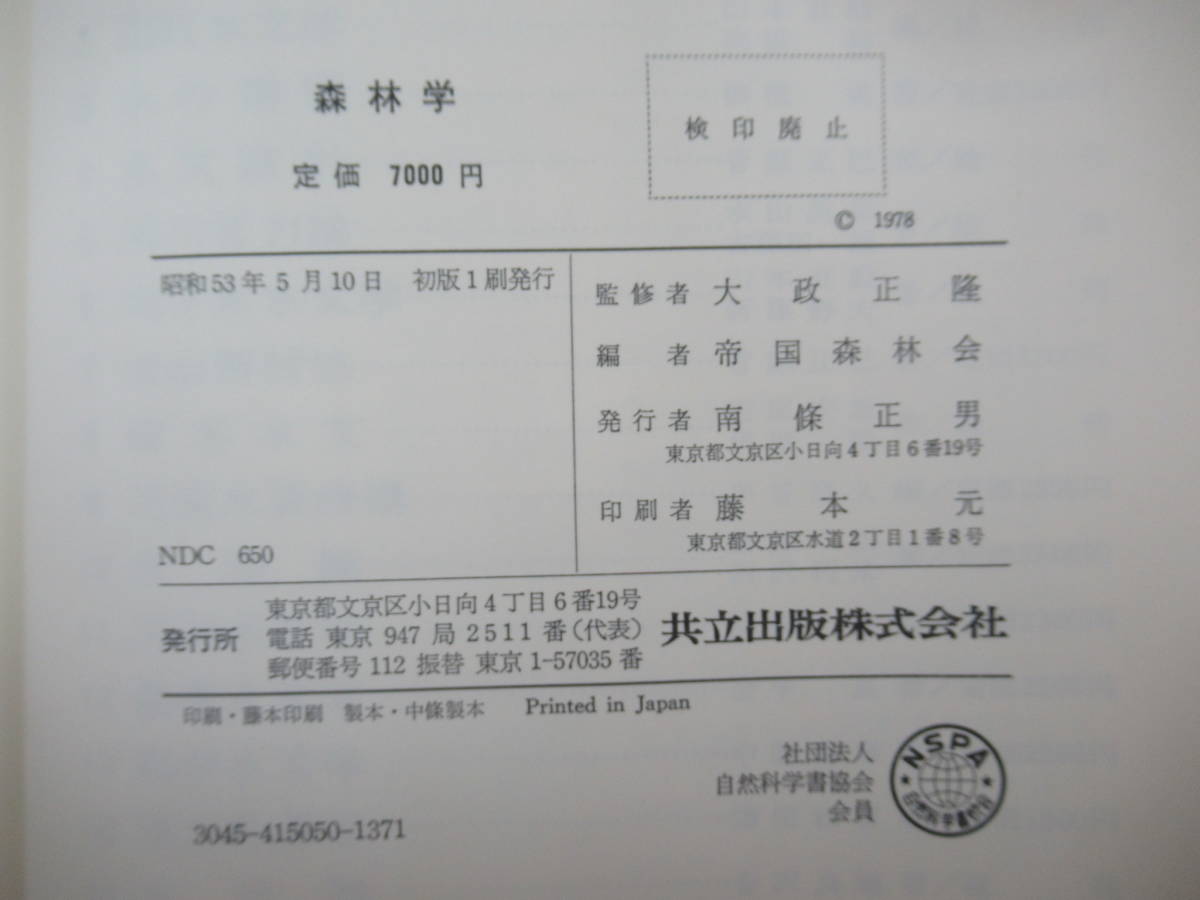 森林学
定価 7000 円
検印廃止
© 1978
昭和53年 5 月10日 初版1刷発行
監修者 大政正隆
編者 帝国森林会
発行者 南條正男
東京都文京区小日向4丁目6番19号
印刷者 藤本元
東京都文京区水道2丁目1番8号
NDC 650
発行所
東京都文京区小日向4丁目6番19号
電話 東京 947 局 2511 番(代表)
郵便番号 112 振替 東京 1-57035 番
共立出版株式会社
印刷・藤本印刷 製本・中條製本 Printed in Japan
社団法人
自然科学書協会
会員
NSPA
自然科学書協会
3045-415050-1371